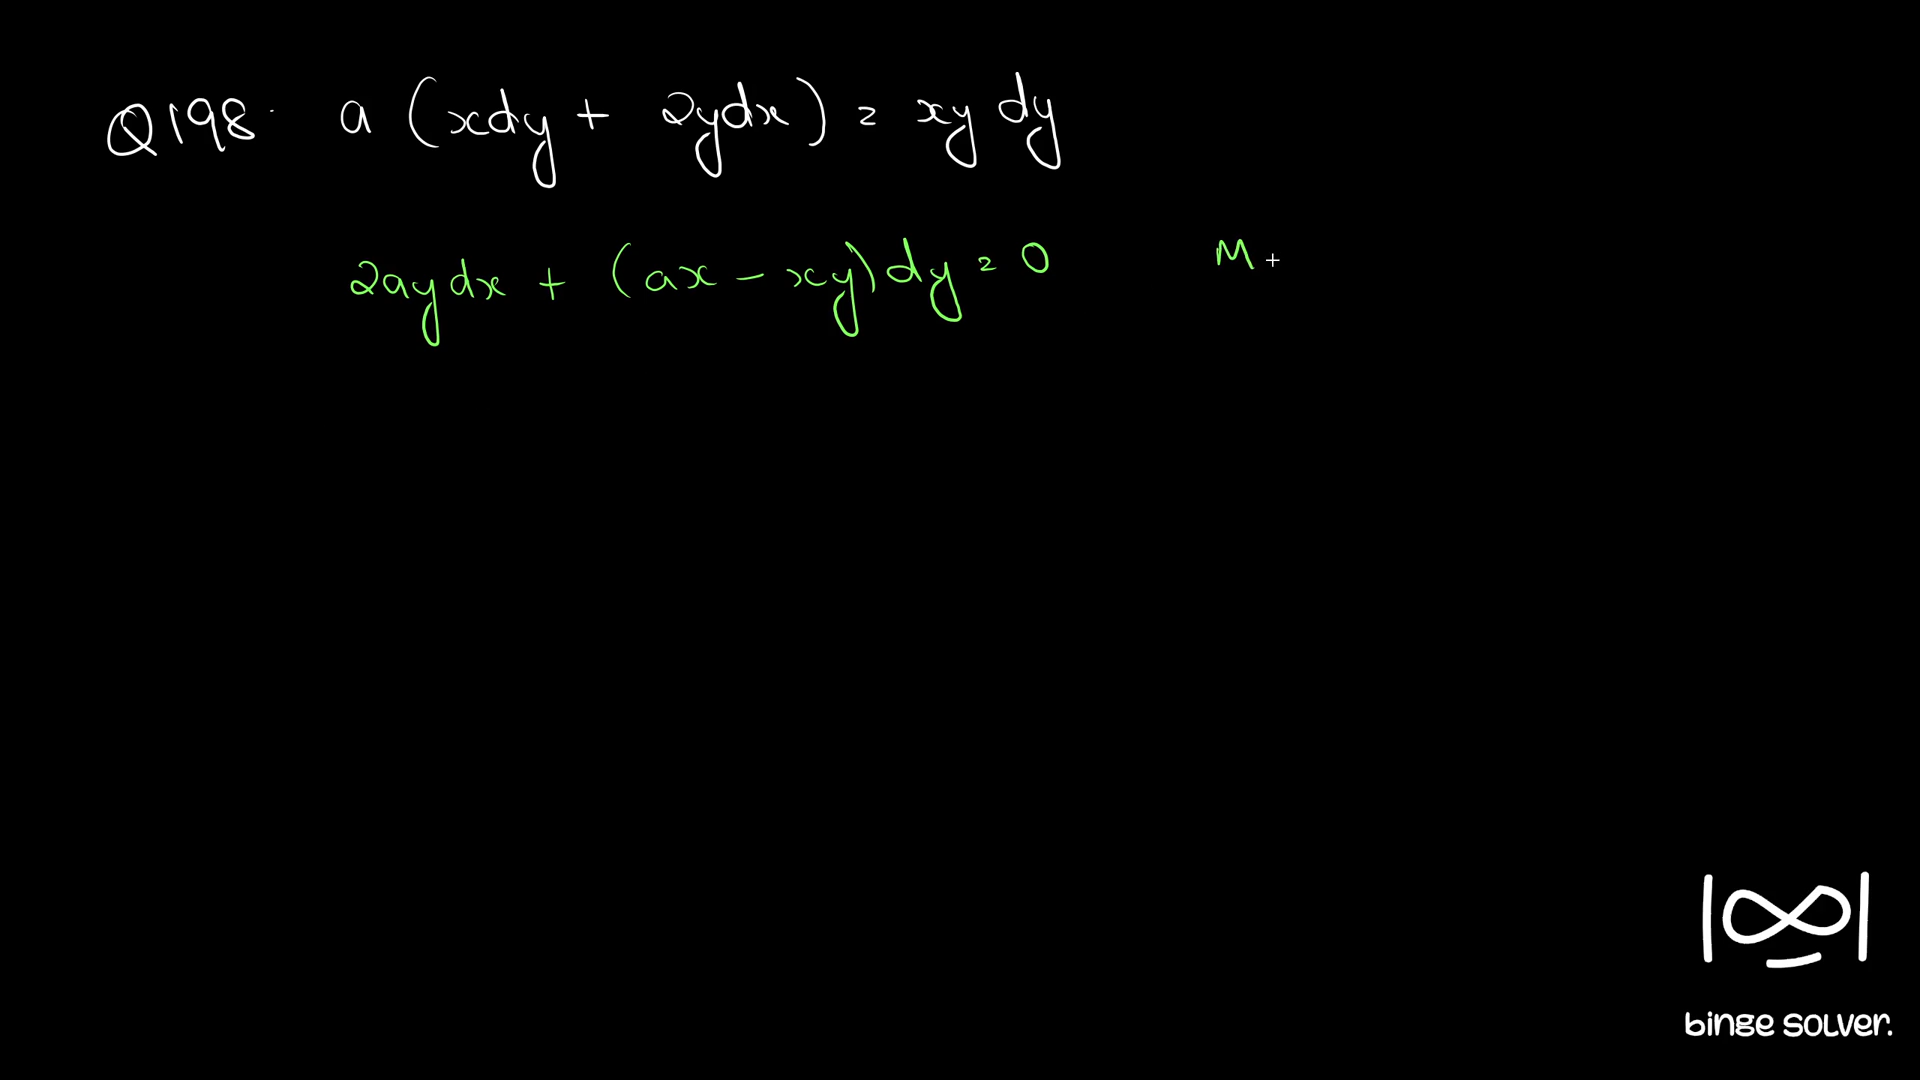 Q198. a (xdy + 2ydx) = xy dy
2aydx + (ax - xy)dy = 0 M +
binge solver.